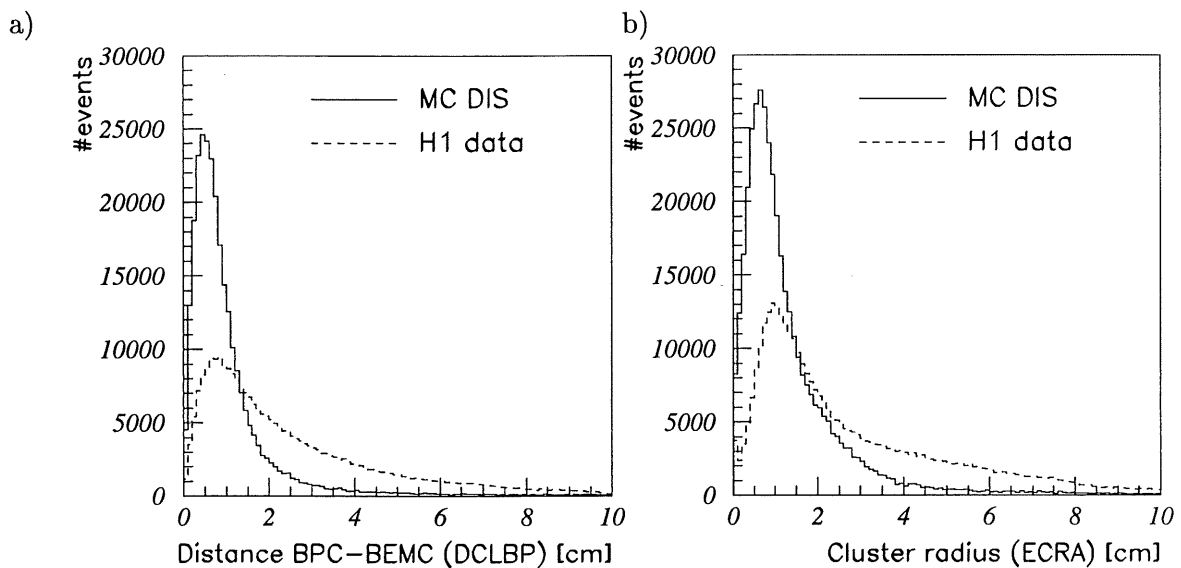 a)
30000
25000
20000
15000
10000
5000
0
#events
MC DIS
H1 data
0 2 4 6 8 10
Distance BPC-BEMC (DCLBP) [cm]
b)
30000
25000
20000
15000
10000
5000
0
#events
MC DIS
H1 data
0 2 4 6 8 10
Cluster radius (ECRA) [cm]